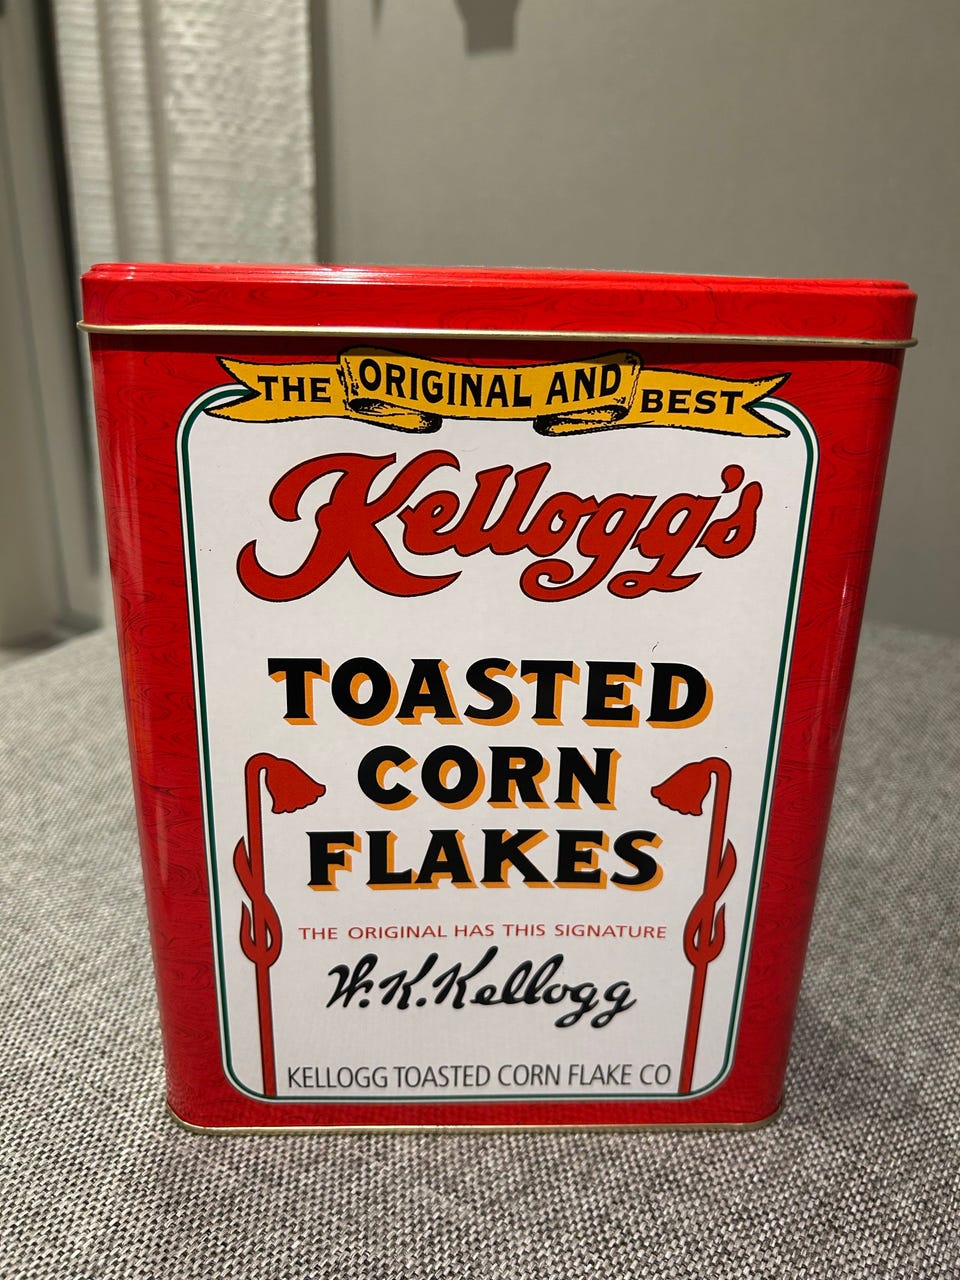 THE ORIGINAL AND BEST
Kellogg's
TOASTED
CORN
FLAKES
THE ORIGINAL HAS THIS SIGNATURE
W.K.Kellogg
KELLOGG TOASTED CORN FLAKE CO